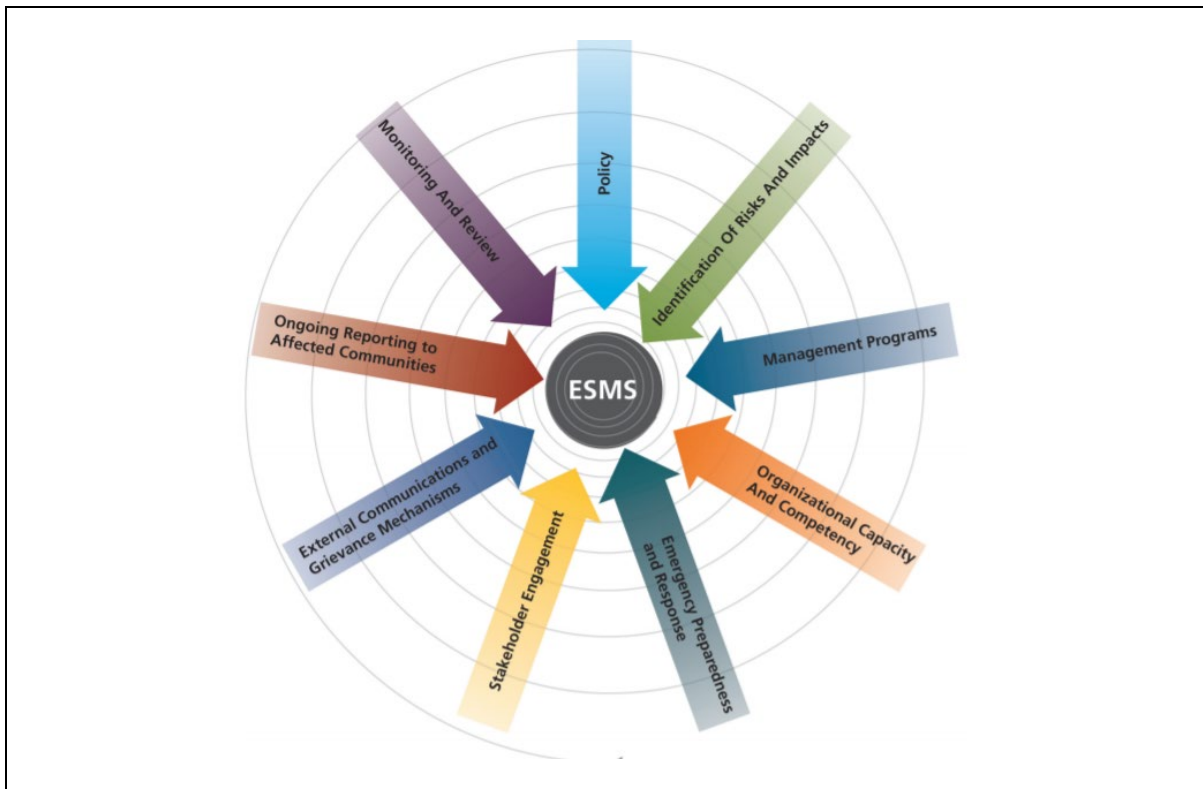 Policy
Identification Of Risks And Impacts
Management Programs
Organizational Capacity
And Competency
Emergency Preparedness
and Response
Stakeholder Engagement
External Communications and
Grievance Mechanisms
Ongoing Reporting to
Affected Communities
Monitoring And
Review
ESMS